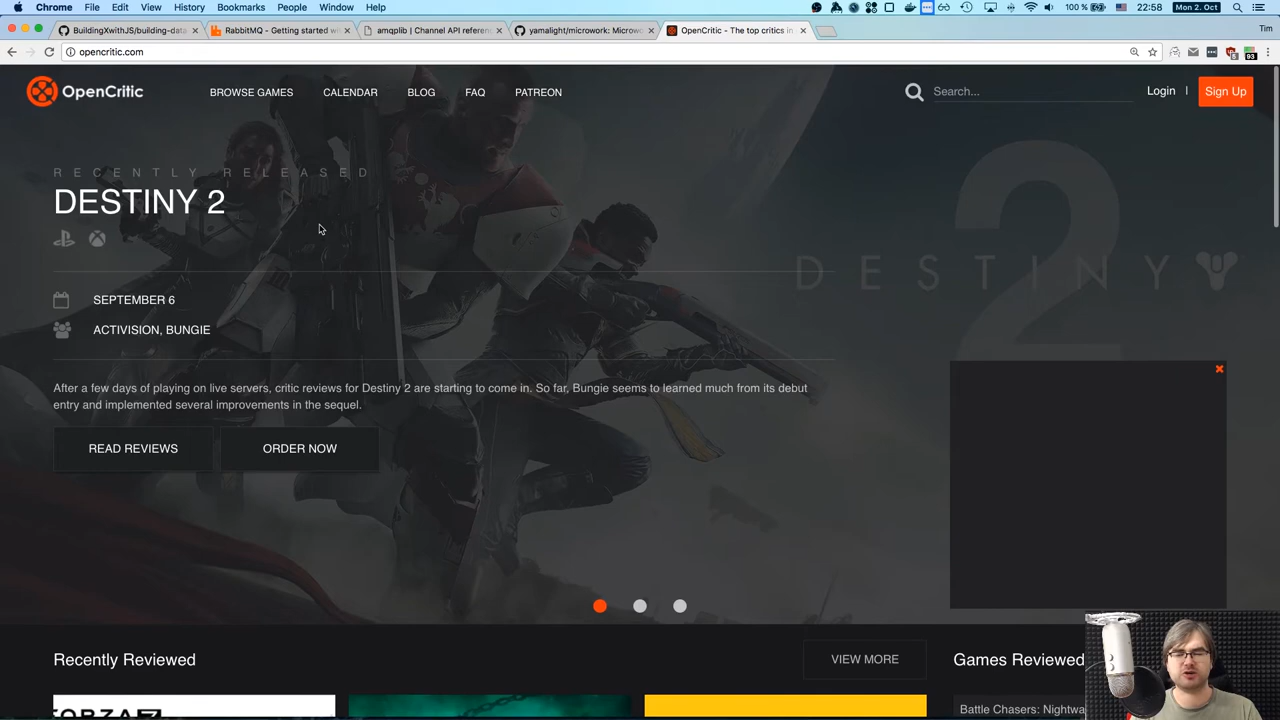 Chrome File Edit View History Bookmarks People Window Help 100 % 22:58 Mon 2. Oct
BuildingXwithJS/building-data RabbitMQ - Getting started wi amqplib | Channel API referen yamalight/microwork: Microwo OpenCritic - The top critics in Tim
opencritic.com
OpenCritic BROWSE GAMES CALENDAR BLOG FAQ PATREON Search... Login | Sign Up
RECENTLY RELEASED
DESTINY 2
2
DESTINY
SEPTEMBER 6
ACTIVISION, BUNGIE
After a few days of playing on live servers, critic reviews for Destiny 2 are starting to come in. So far, Bungie seems to learned much from its debut
entry and implemented several improvements in the sequel.
READ REVIEWS ORDER NOW
Recently Reviewed VIEW MORE Games Reviewed
FORZA 7 Battle Chasers: Nightwa